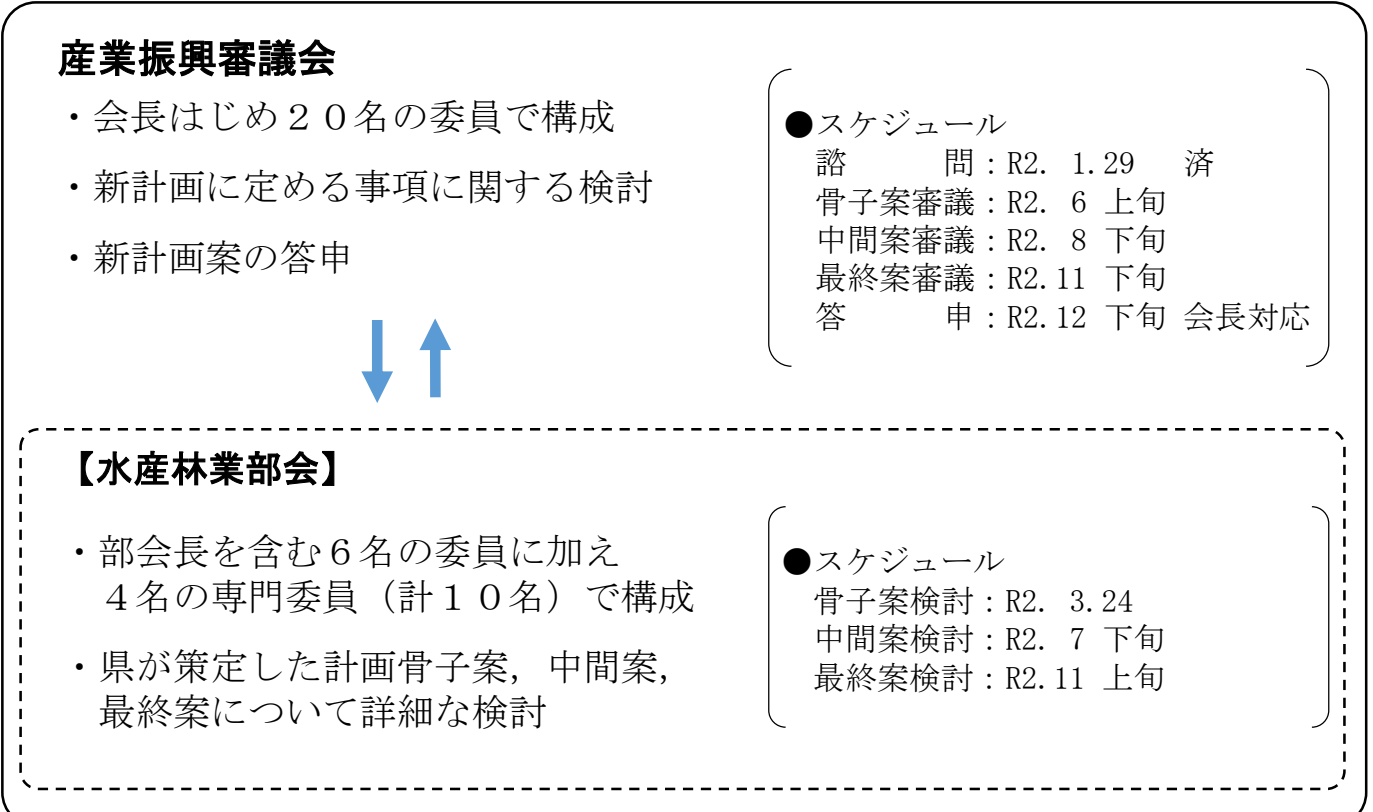 産業振興審議会
・会長はじめ２０名の委員で構成
・新計画に定める事項に関する検討
・新計画案の答申
●スケジュール
諮　　　問：R2. 1.29　済
骨子案審議：R2. 6 上旬
中間案審議：R2. 8 下旬
最終案審議：R2.11 下旬
答　　　申：R2.12 下旬 会長対応
【水産林業部会】
・部会長を含む６名の委員に加え
４名の専門委員（計１０名）で構成
・県が策定した計画骨子案，中間案，
最終案について詳細な検討
●スケジュール
骨子案検討：R2. 3.24
中間案検討：R2. 7 下旬
最終案検討：R2.11 上旬